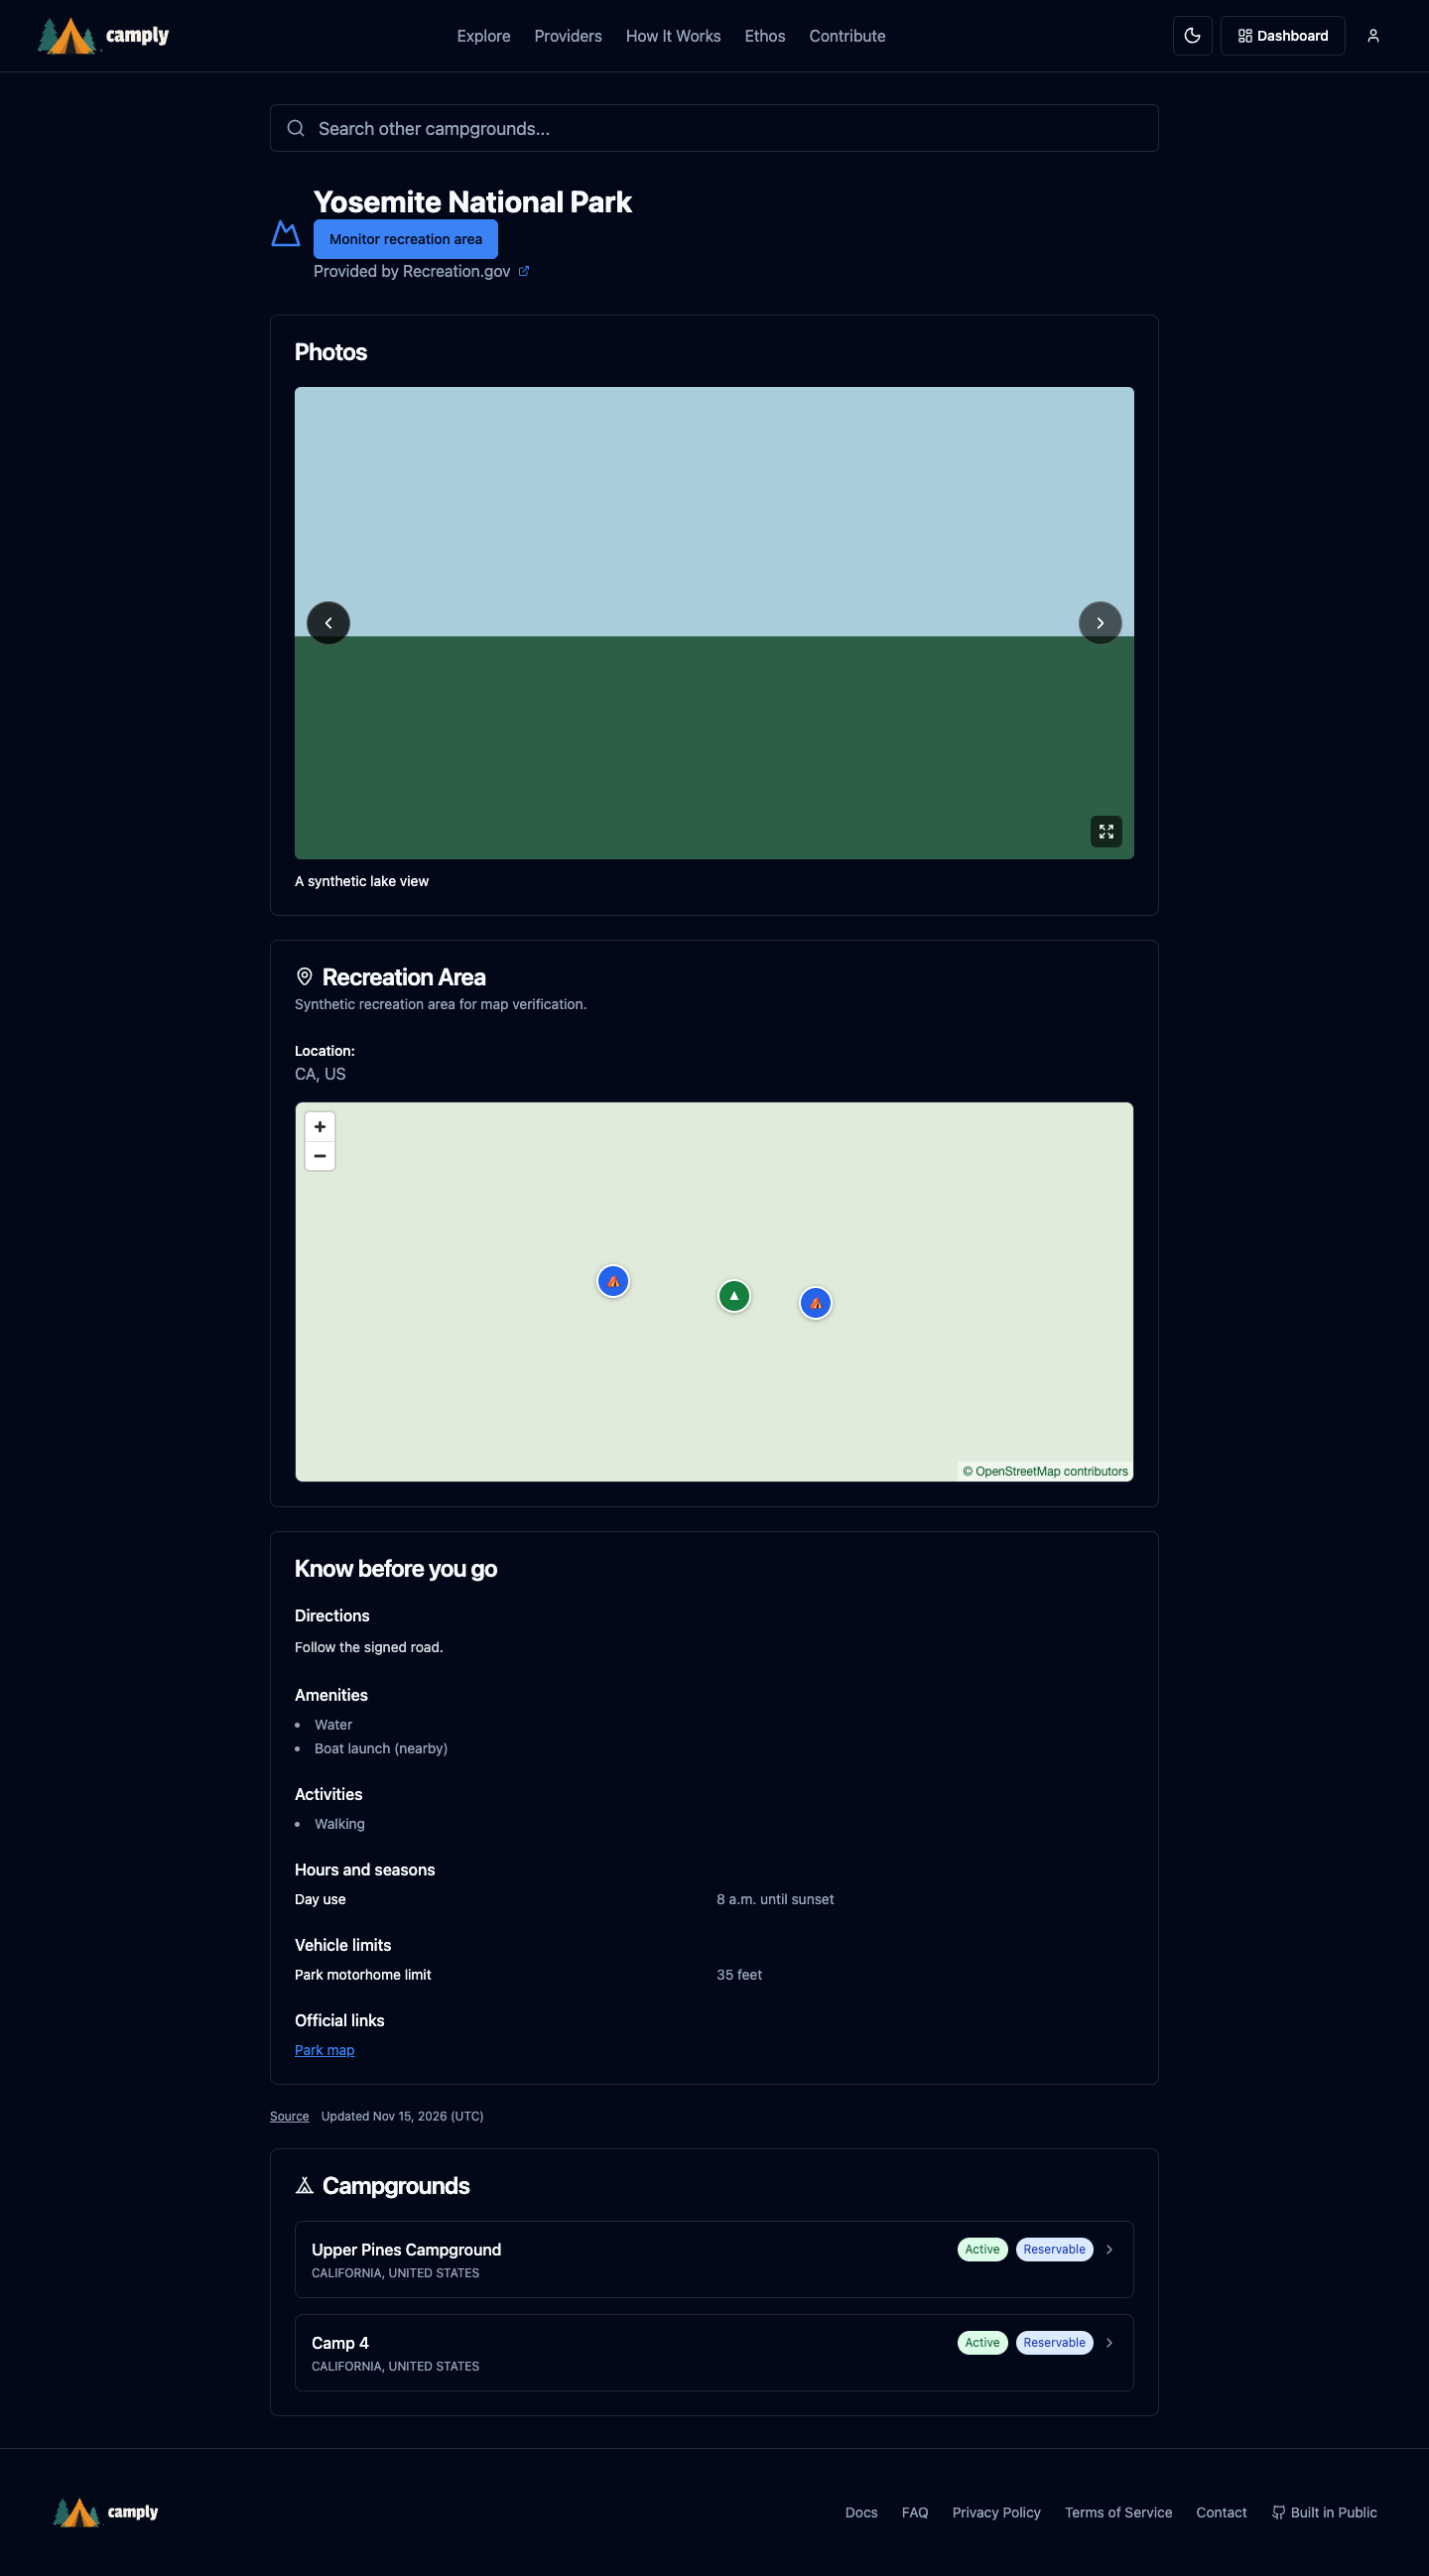 camply
Explore Providers How It Works Ethos Contribute
Dashboard
Search other campgrounds...
Yosemite National Park
Monitor recreation area
Provided by Recreation.gov
Photos
A synthetic lake view
Recreation Area
Synthetic recreation area for map verification.
Location:
CA, US
+
−
© OpenStreetMap contributors
Know before you go
Directions
Follow the signed road.
Amenities
• Water
• Boat launch (nearby)
Activities
• Walking
Hours and seasons
Day use 8 a.m. until sunset
Vehicle limits
Park motorhome limit 35 feet
Official links
Park map
Source Updated Nov 15, 2026 (UTC)
Campgrounds
Upper Pines Campground Active Reservable
CALIFORNIA, UNITED STATES
Camp 4 Active Reservable
CALIFORNIA, UNITED STATES
camply
Docs FAQ Privacy Policy Terms of Service Contact Built in Public